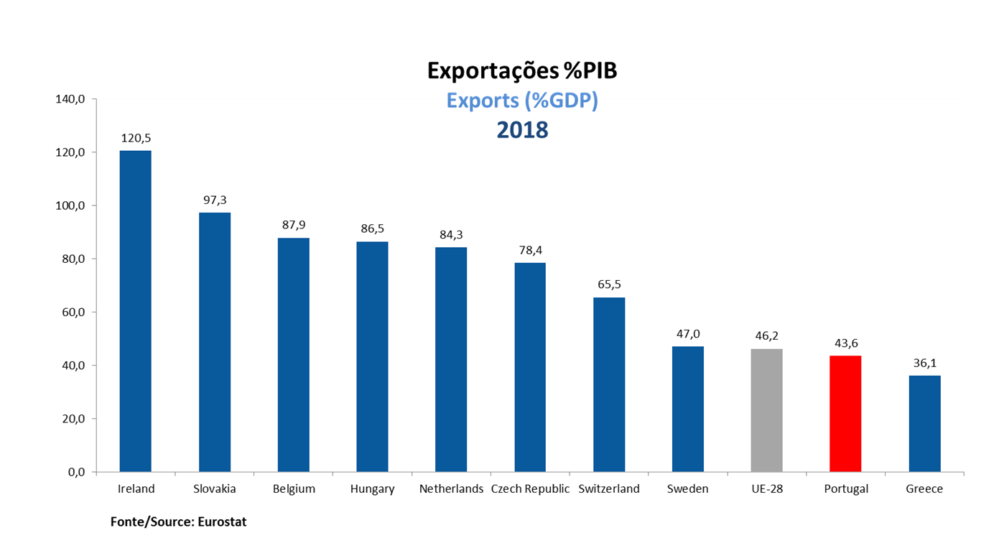 Exportações %PIB
Exports (%GDP)
2018
140,0
120,0
100,0
80,0
60,0
40,0
20,0
0,0
120,5
97,3
87,9
86,5
84,3
78,4
65,5
47,0
46,2
43,6
36,1
Ireland
Slovakia
Belgium
Hungary
Netherlands
Czech Republic
Switzerland
Sweden
UE-28
Portugal
Greece
Fonte/Source: Eurostat